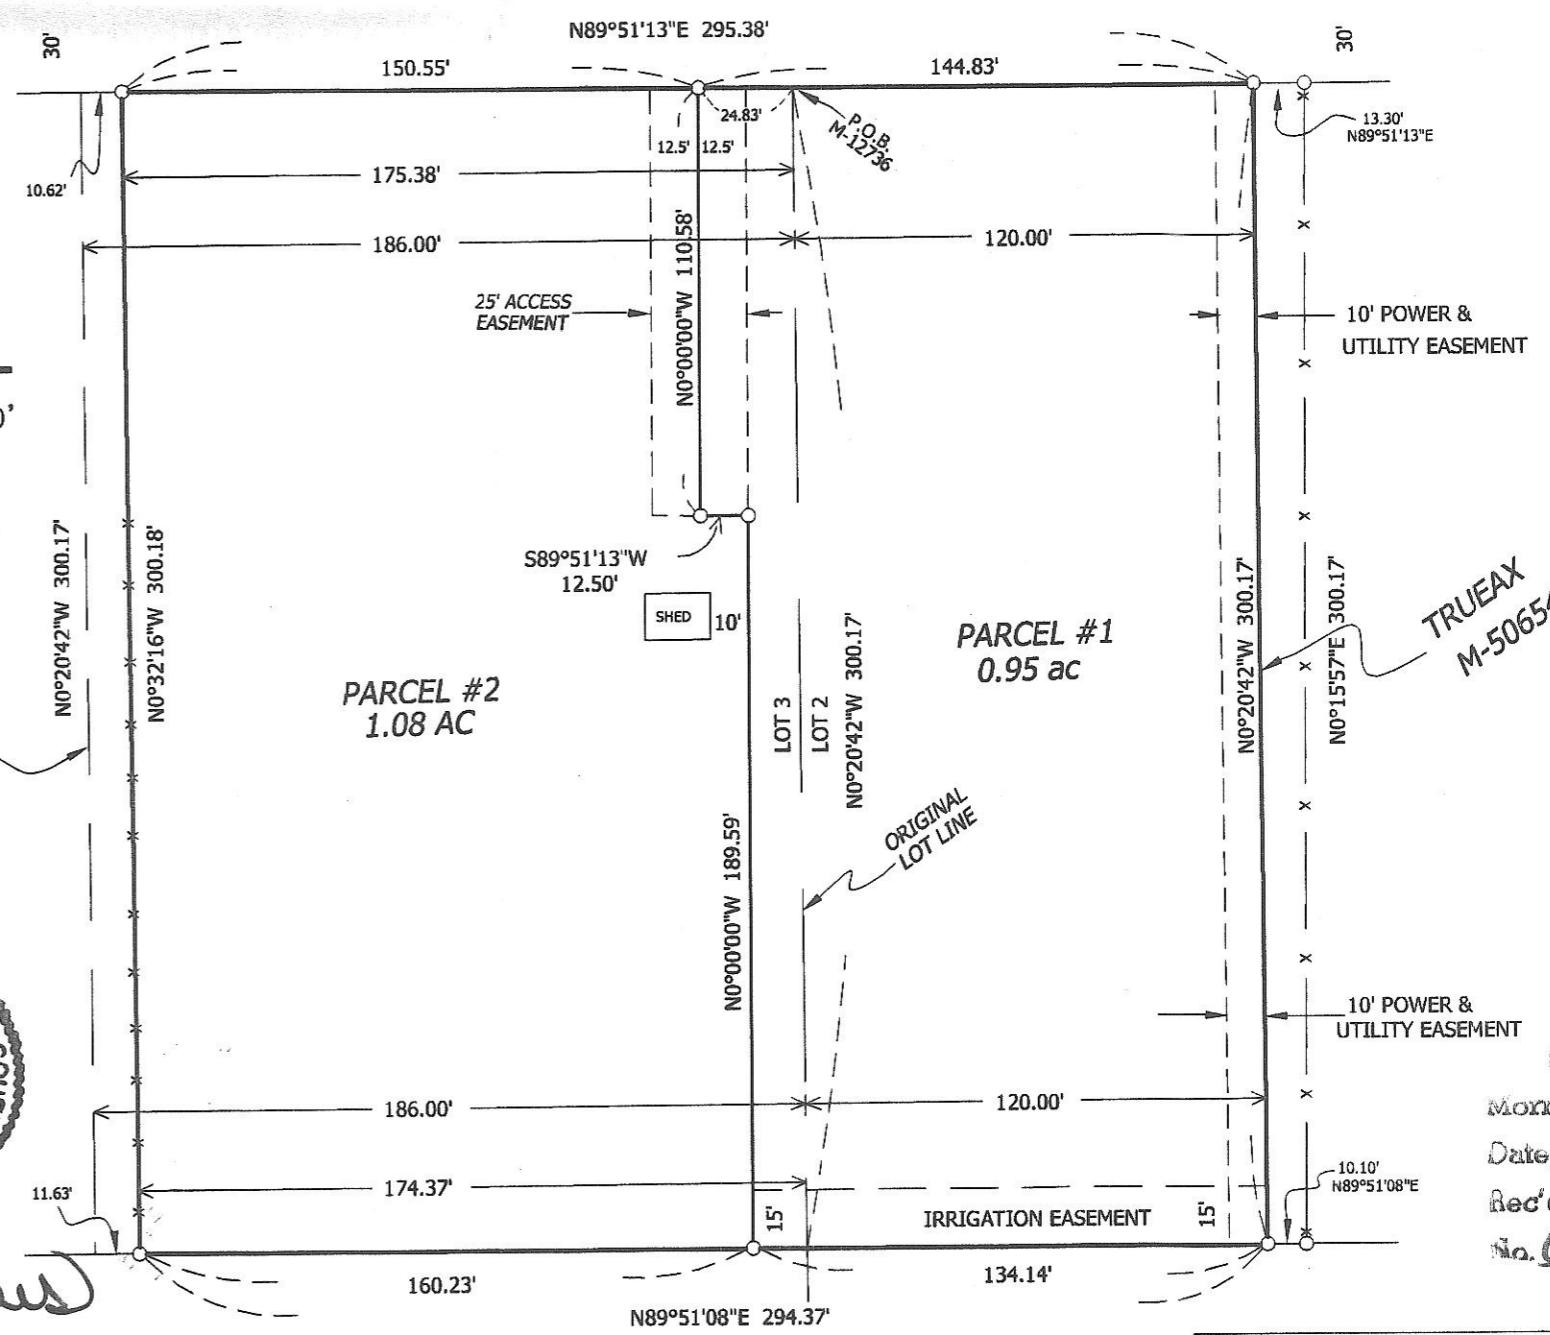 30'
N89°51'13"E 295.38'
30'
150.55'
144.83'
24.83'
P.O.B.
M-12736
13.30'
N89°51'13"E
12.5'
12.5'
10.62'
175.38'
186.00'
120.00'
N0°00'00"W 110.58'
25' ACCESS
EASEMENT
10' POWER &
UTILITY EASEMENT
N0°20'42"W 300.17'
N0°32'16"W 300.18'
S89°51'13"W
12.50'
SHED
10'
PARCEL #1
0.95 ac
PARCEL #2
1.08 AC
LOT 3
LOT 2
N0°20'42"W 300.17'
N0°20'42"W 300.17'
N0°15'57"E 300.17'
TRUEAX
M-5065
ORIGINAL
LOT LINE
N0°00'00"W 189.59'
10' POWER &
UTILITY EASEMENT
186.00'
120.00'
174.37'
11.63'
10.10'
N89°51'08"E
15'
IRRIGATION EASEMENT
15'
160.23'
134.14'
N89°51'08"E 294.37'
Date
Rec'
No.